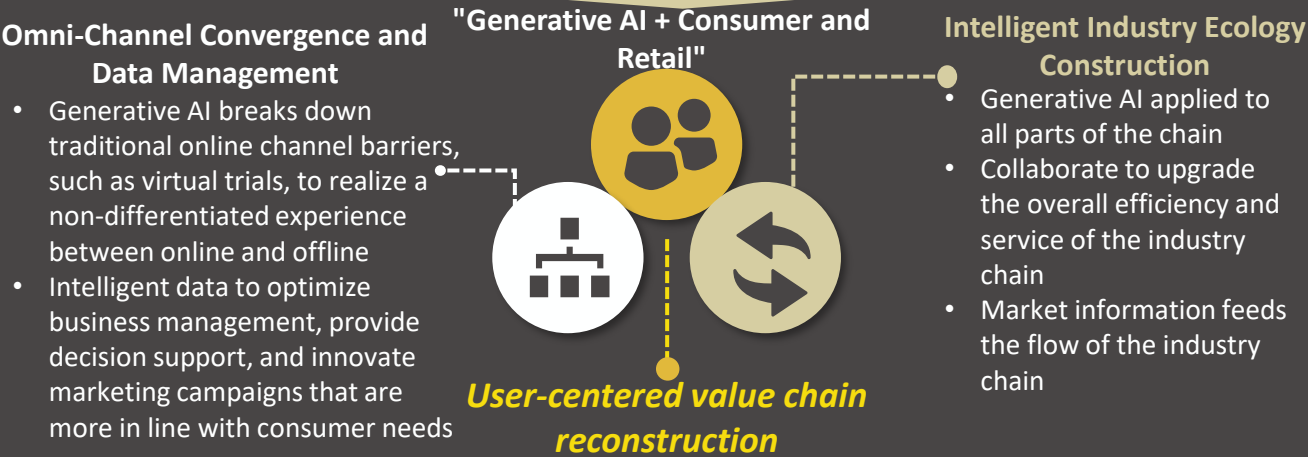 Omni-Channel Convergence and
Data Management
• Generative AI breaks down
traditional online channel barriers,
such as virtual trials, to realize a
non-differentiated experience
between online and offline
• Intelligent data to optimize
business management, provide
decision support, and innovate
marketing campaigns that are
more in line with consumer needs
"Generative AI + Consumer and
Retail"
User-centered value chain
reconstruction
Intelligent Industry Ecology
Construction
• Generative AI applied to
all parts of the chain
• Collaborate to upgrade
the overall efficiency and
service of the industry
chain
• Market information feeds
the flow of the industry
chain